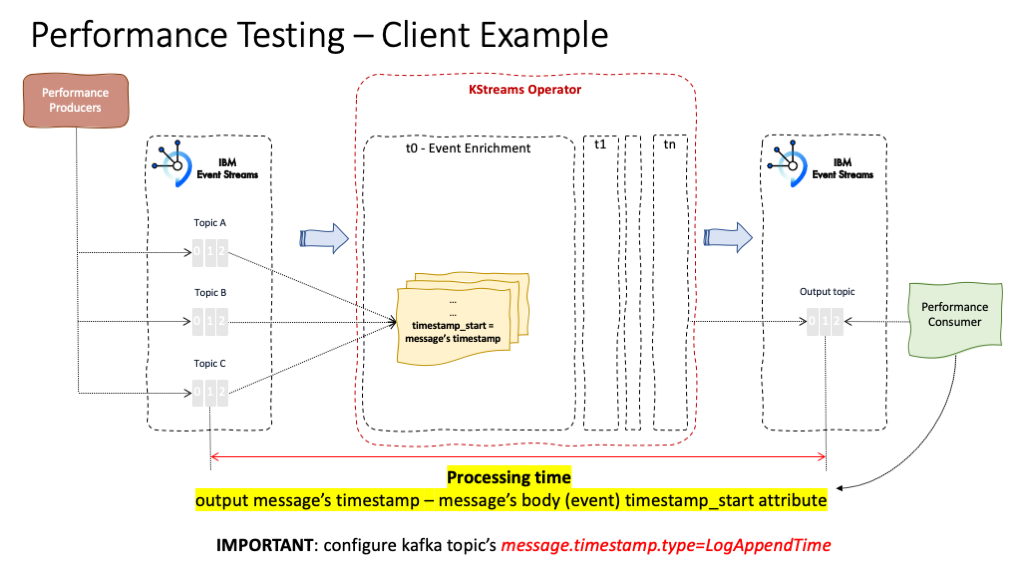 Performance Testing – Client Example
Performance
Producers
KStreams Operator
IBM
Event Streams
t0 - Event Enrichment
t1
tn
IBM
Event Streams
Topic A
0 1 2
Topic B
0 1 2
Topic C
0 1 2
...
...
timestamp_start =
message's timestamp
Output topic
0 1 2
Performance
Consumer
Processing time
output message's timestamp – message's body (event) timestamp_start attribute
IMPORTANT: configure kafka topic's message.timestamp.type=LogAppendTime